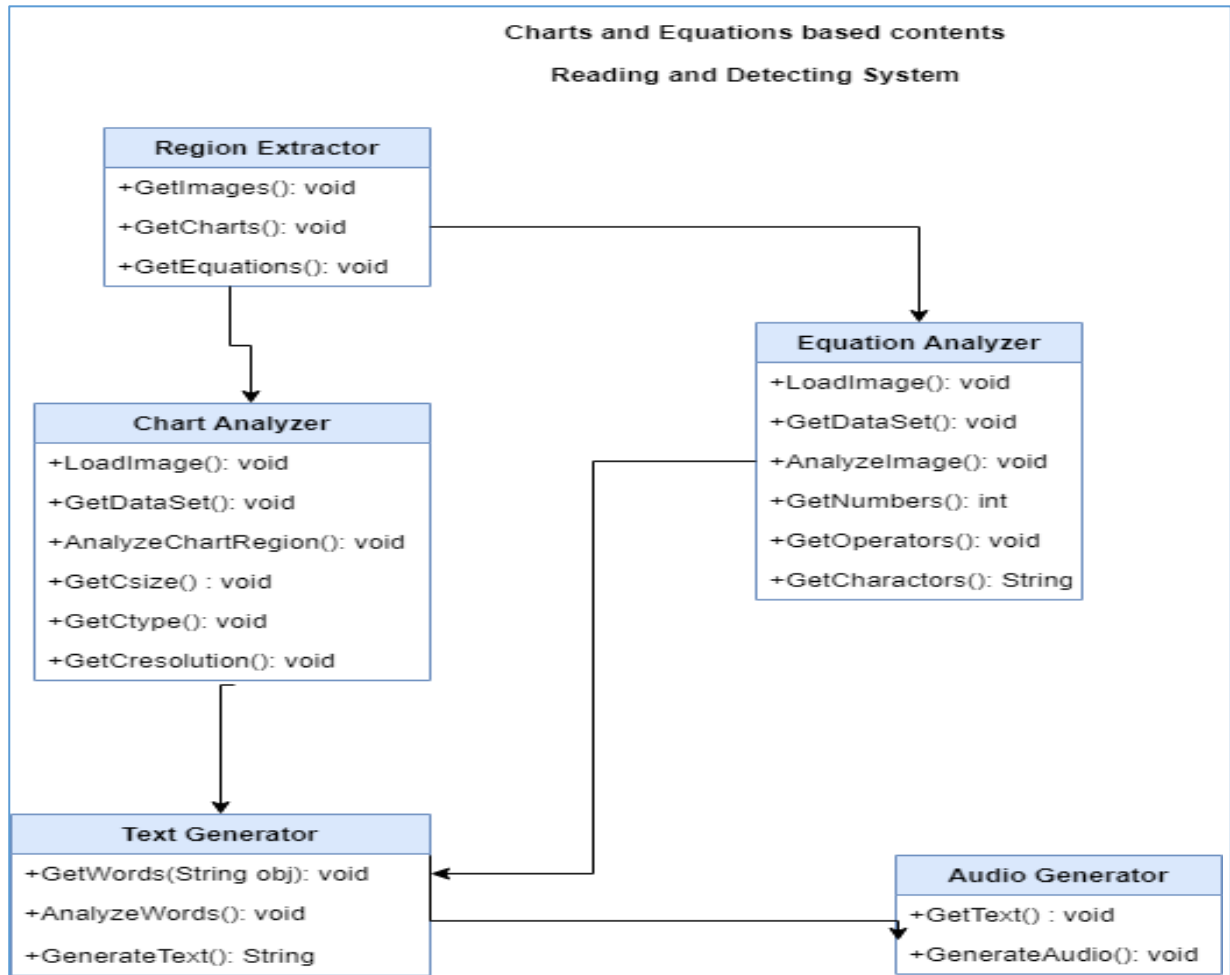 Charts and Equations based contents
Reading and Detecting System
Region Extractor
+GetImages(): void
+GetCharts(): void
+GetEquations(): void
Equation Analyzer
+LoadImage(): void
+GetDataSet(): void
+AnalyzeImage(): void
+GetNumbers(): int
+GetOperators(): void
+GetCharactors(): String
Chart Analyzer
+LoadImage(): void
+GetDataSet(): void
+AnalyzeChartRegion(): void
+GetCsize() : void
+GetCtype(): void
+GetCresolution(): void
Text Generator
+GetWords(String obj): void
+AnalyzeWords(): void
+GenerateText(): String
Audio Generator
+GetText() : void
+GenerateAudio(): void